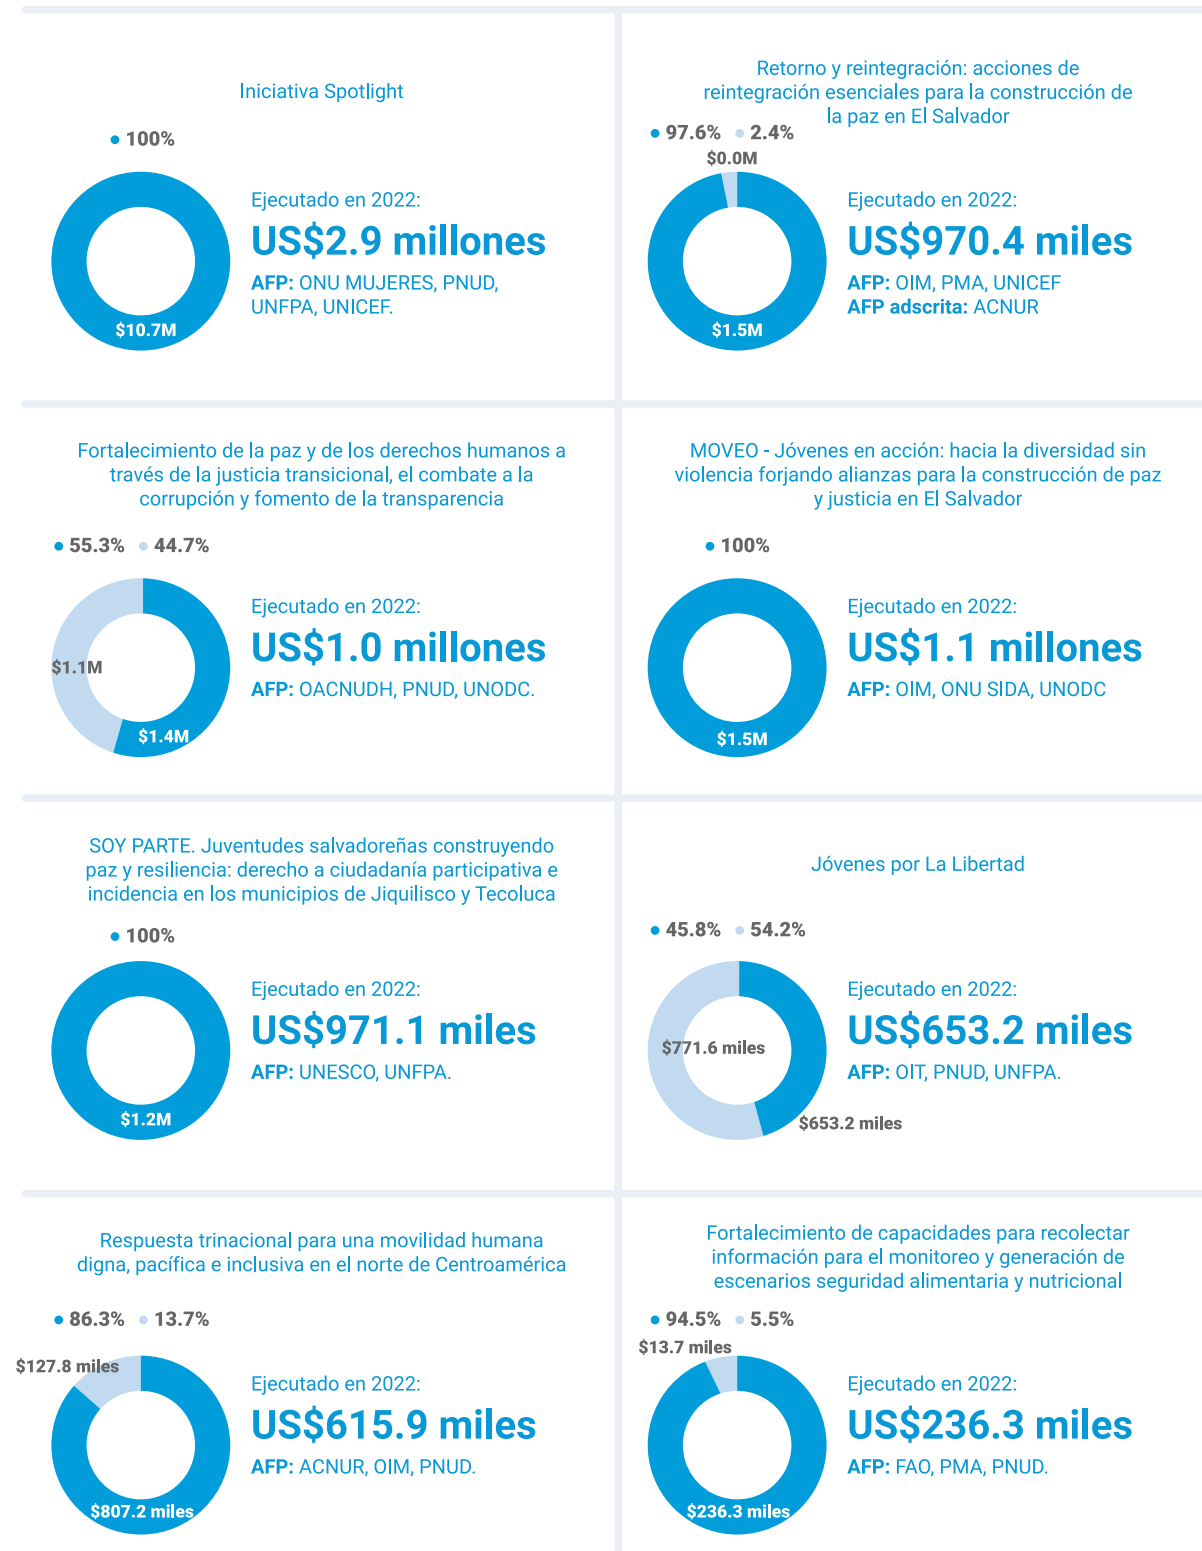 Iniciativa Spotlight
100%
$10.7M
Ejecutado en 2022:
US$2.9 millones
AFP: ONU MUJERES, PNUD,
UNFPA, UNICEF.
Retorno y reintegración: acciones de
reintegración esenciales para la construcción de
la paz en El Salvador
97.6% 2.4%
$0.0M
$1.5M
Ejecutado en 2022:
US$970.4 miles
AFP: OIM, PMA, UNICEF
AFP adscrita: ACNUR
Fortalecimiento de la paz y de los derechos humanos a
través de la justicia transicional, el combate a la
corrupción y fomento de la transparencia
55.3% 44.7%
$1.1M
$1.4M
Ejecutado en 2022:
US$1.0 millones
AFP: OACNUDH, PNUD, UNODC.
MOVEO - Jóvenes en acción: hacia la diversidad sin
violencia forjando alianzas para la construcción de paz
y justicia en El Salvador
100%
$1.5M
Ejecutado en 2022:
US$1.1 millones
AFP: OIM, ONU SIDA, UNODC
SOY PARTE. Juventudes salvadoreñas construyendo
paz y resiliencia: derecho a ciudadanía participativa e
incidencia en los municipios de Jiquilisco y Tecoluca
100%
$1.2M
Ejecutado en 2022:
US$971.1 miles
AFP: UNESCO, UNFPA.
Jóvenes por La Libertad
45.8% 54.2%
$771.6 miles
$653.2 miles
Ejecutado en 2022:
US$653.2 miles
AFP: OIT, PNUD, UNFPA.
Respuesta trinacional para una movilidad humana
digna, pacífica e inclusiva en el norte de Centroamérica
86.3% 13.7%
$127.8 miles
$807.2 miles
Ejecutado en 2022:
US$615.9 miles
AFP: ACNUR, OIM, PNUD.
Fortalecimiento de capacidades para recolectar
información para el monitoreo y generación de
escenarios seguridad alimentaria y nutricional
94.5% 5.5%
$13.7 miles
$236.3 miles
Ejecutado en 2022:
US$236.3 miles
AFP: FAO, PMA, PNUD.